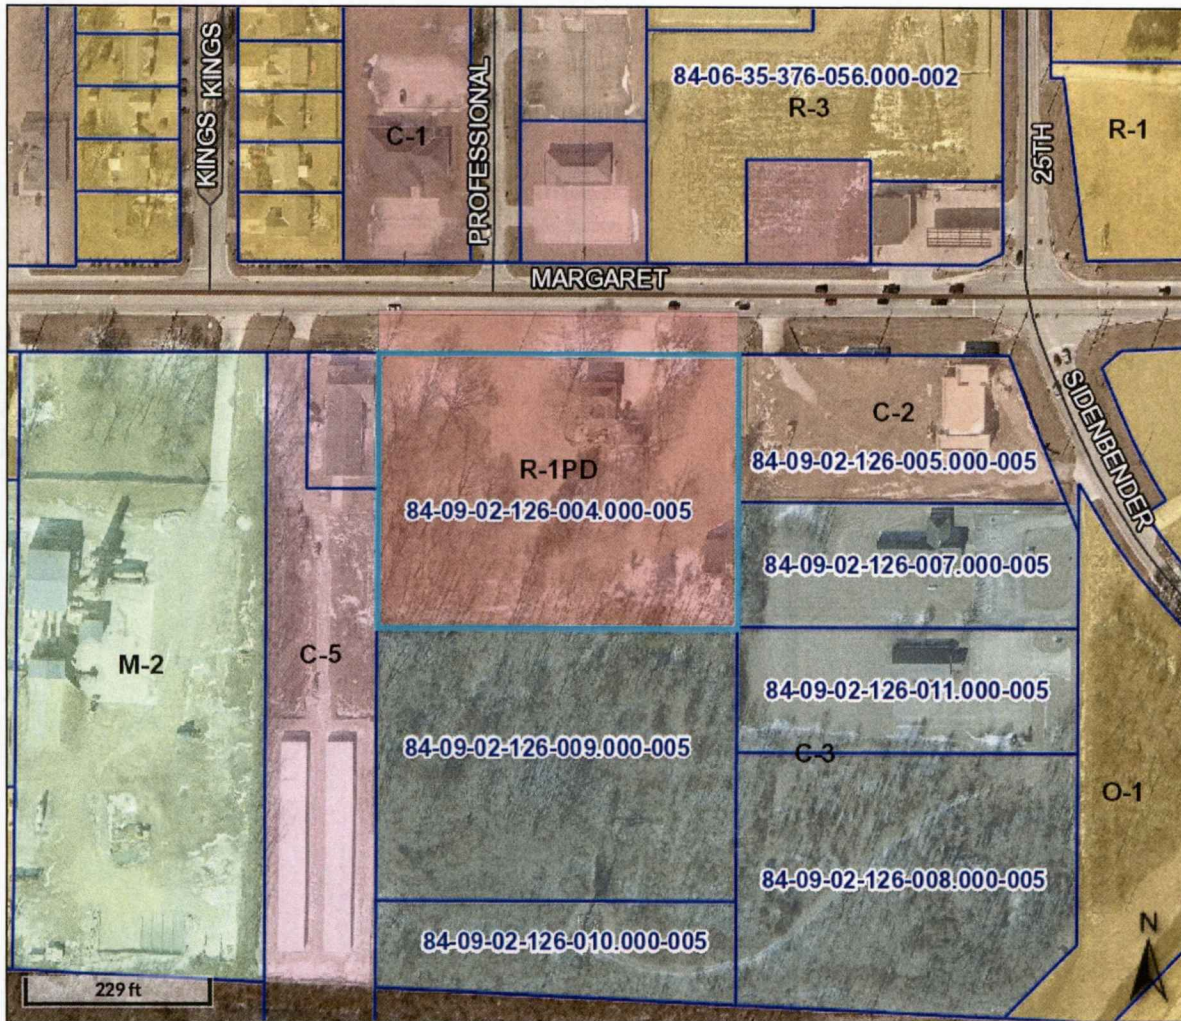 KINGS KINGS
PROFESSIONAL
84-06-35-376-056.000-002
R-3
25TH
R-1
C-1
MARGARET
SIDENBENDER
C-2
84-09-02-126-005.000-005
R-1PD
84-09-02-126-004.000-005
84-09-02-126-007.000-005
M-2
C-5
84-09-02-126-011.000-005
84-09-02-126-009.000-005
C-3
O-1
84-09-02-126-008.000-005
84-09-02-126-010.000-005
N
229 ft